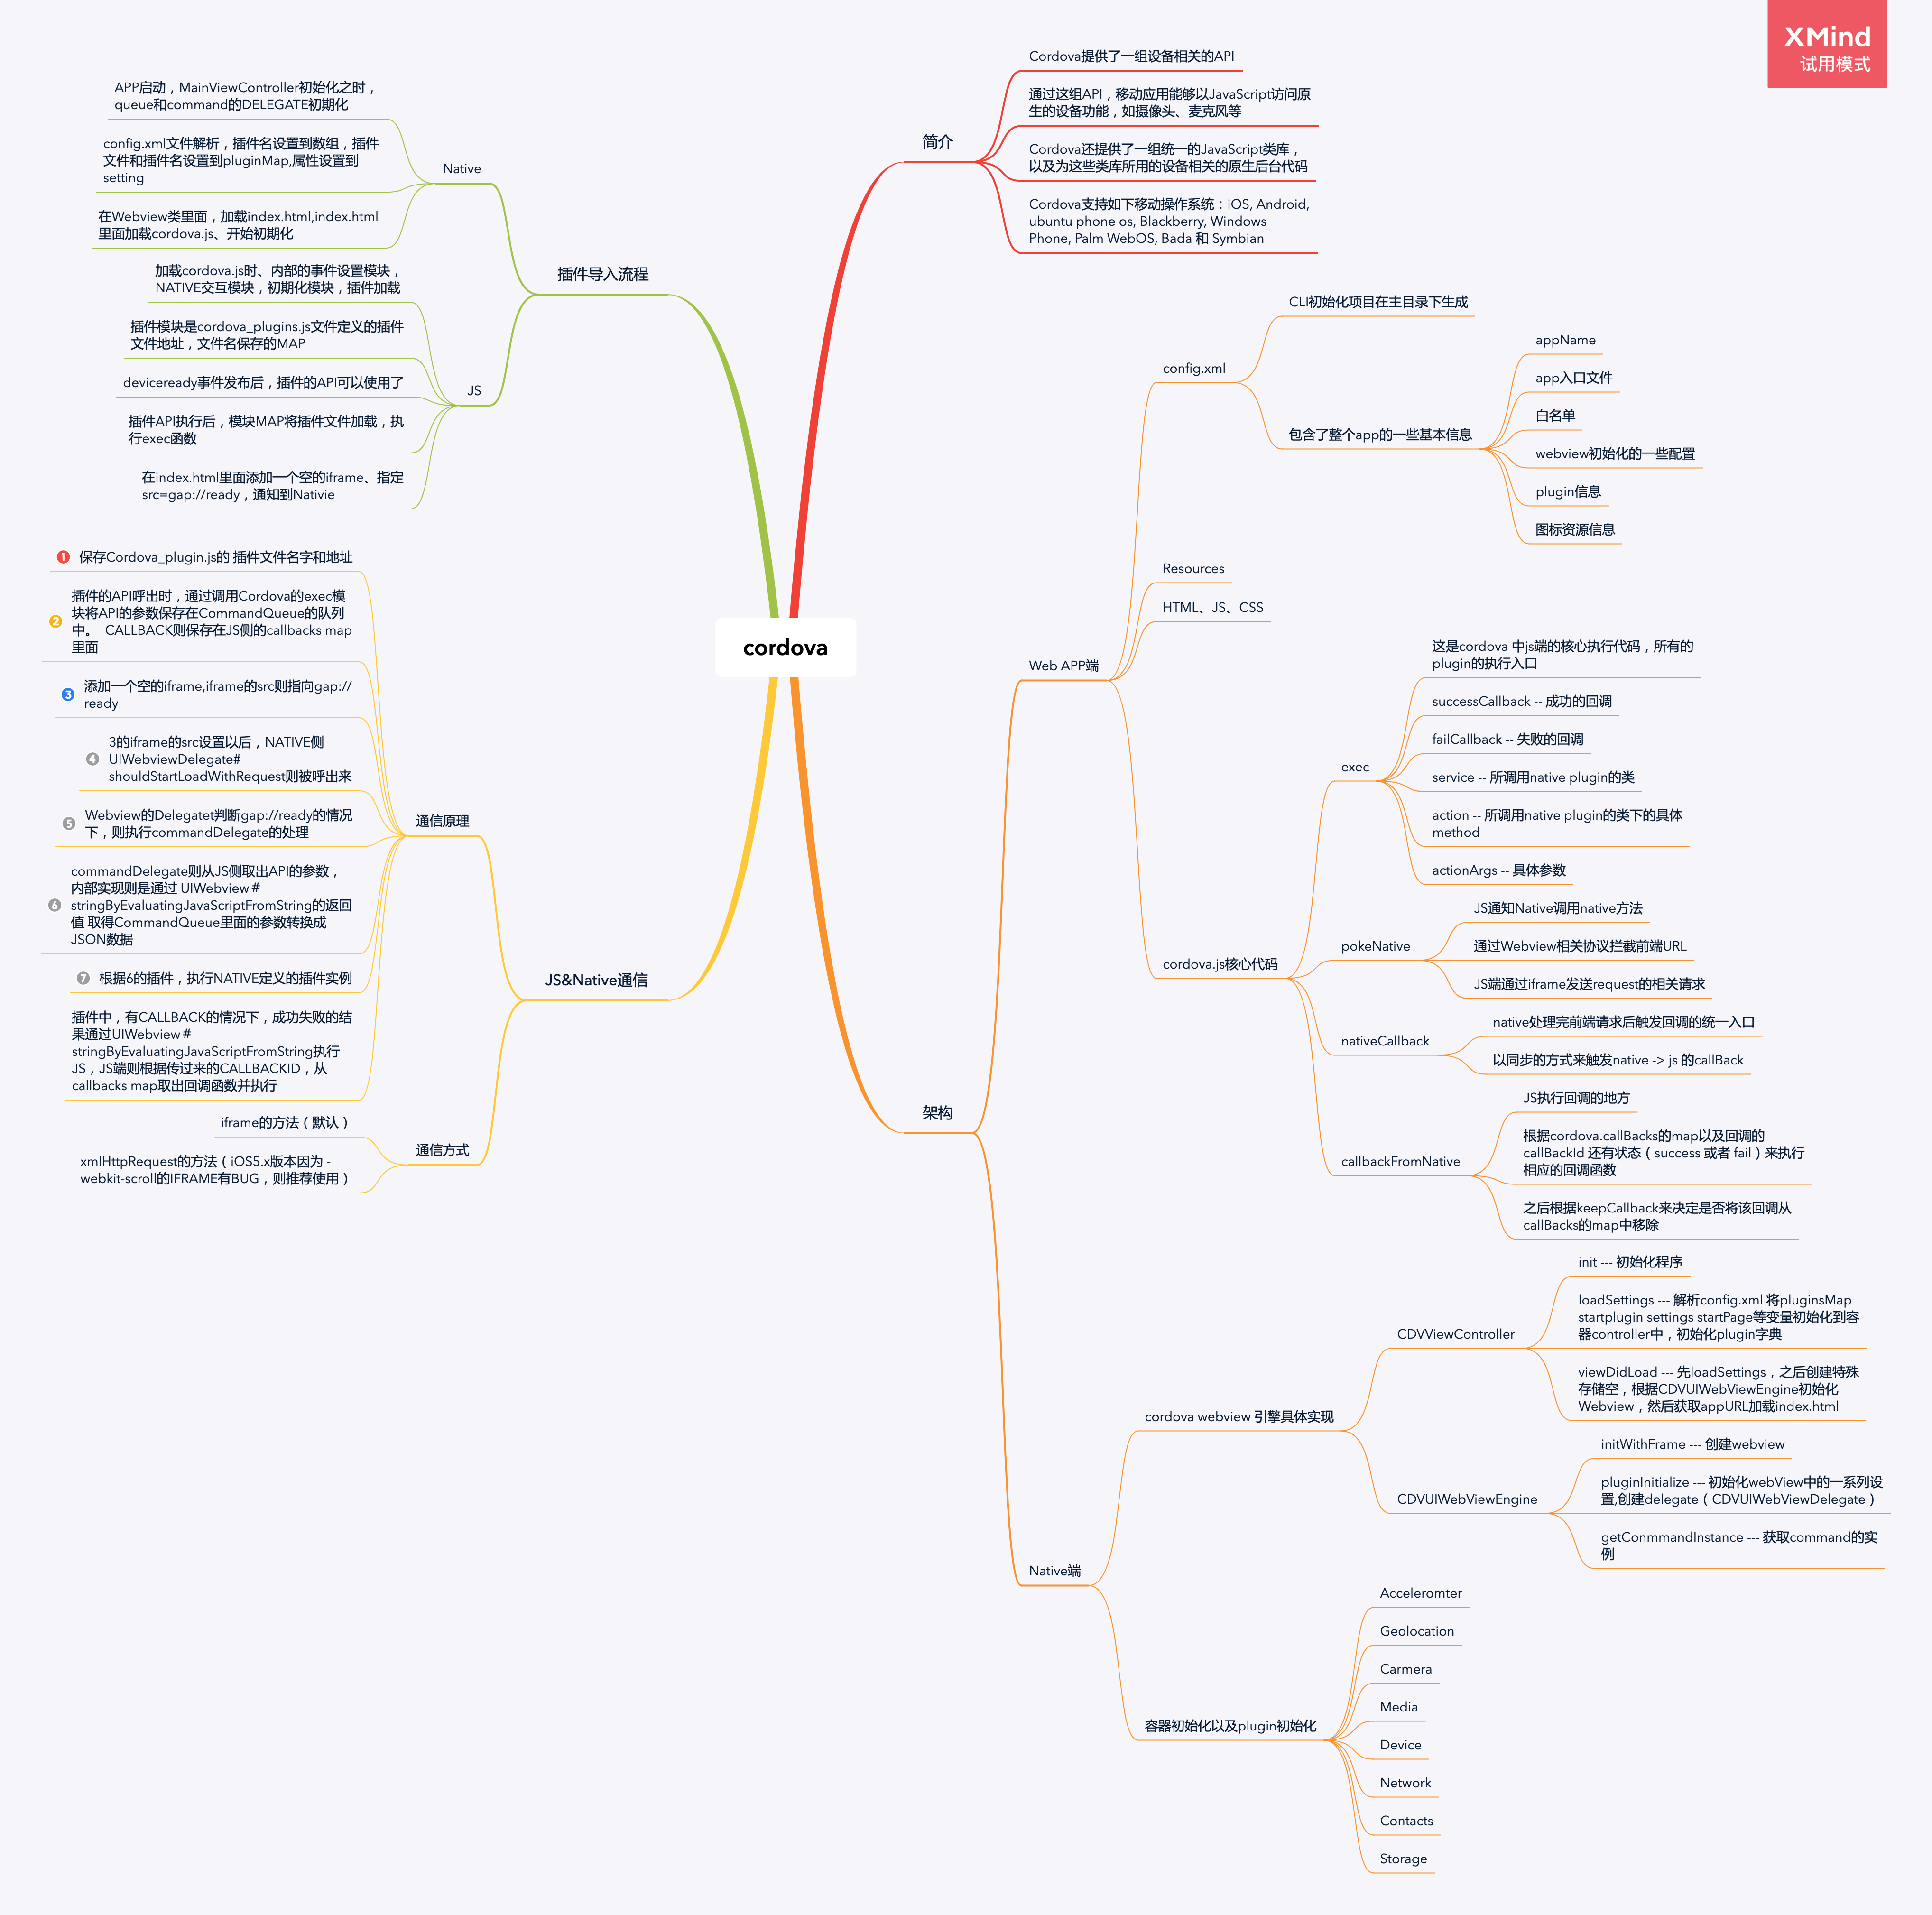 XMind
试用模式
cordova
简介
Cordova提供了一组设备相关的API
通过这组API，移动应用能够以JavaScript访问原
生的设备功能，如摄像头、麦克风等
Cordova还提供了一组统一的JavaScript类库，
以及为这些类库所用的设备相关的原生后台代码
Cordova支持如下移动操作系统：iOS, Android,
ubuntu phone os, Blackberry, Windows
Phone, Palm WebOS, Bada 和 Symbian
架构
Web APP端
config.xml
CLI初始化项目在主目录下生成
包含了整个app的一些基本信息
appName
app入口文件
白名单
webview初始化的一些配置
plugin信息
图标资源信息
Resources
HTML、JS、CSS
cordova.js核心代码
exec
这是cordova 中js端的核心执行代码，所有的
plugin的执行入口
successCallback -- 成功的回调
failCallback -- 失败的回调
service -- 所调用native plugin的类
action -- 所调用native plugin的类下的具体
method
actionArgs -- 具体参数
pokeNative
JS通知Native调用native方法
通过Webview相关协议拦截前端URL
JS端通过iframe发送request的相关请求
nativeCallback
native处理完前端请求后触发回调的统一入口
以同步的方式来触发native -> js 的callBack
callbackFromNative
JS执行回调的地方
根据cordova.callBacks的map以及回调的
callBackId 还有状态（success 或者 fail）来执行
相应的回调函数
之后根据keepCallback来决定是否将该回调从
callBacks的map中移除
Native端
cordova webview 引擎具体实现
CDVViewController
init --- 初始化程序
loadSettings --- 解析config.xml 将pluginsMap
startplugin settings startPage等变量初始化到容
器controller中，初始化plugin字典
viewDidLoad --- 先loadSettings，之后创建特殊
存储空，根据CDVUIWebViewEngine初始化
Webview，然后获取appURL加载index.html
CDVUIWebViewEngine
initWithFrame --- 创建webview
pluginInitialize --- 初始化webView中的一系列设
置,创建delegate（CDVUIWebViewDelegate）
getConmmandInstance --- 获取command的实
例
容器初始化以及plugin初始化
Acceleromter
Geolocation
Carmera
Media
Device
Network
Contacts
Storage
插件导入流程
Native
APP启动，MainViewController初始化之时，
queue和command的DELEGATE初期化
config.xml文件解析，插件名设置到数组，插件
文件和插件名设置到pluginMap,属性设置到
setting
在Webview类里面，加载index.html,index.html
里面加载cordova.js、开始初期化
JS
加载cordova.js时、内部的事件设置模块，
NATIVE交互模块，初期化模块，插件加载
插件模块是cordova_plugins.js文件定义的插件
文件地址，文件名保存的MAP
deviceready事件发布后，插件的API可以使用了
插件API执行后，模块MAP将插件文件加载，执
行exec函数
在index.html里面添加一个空的iframe、指定
src=gap://ready，通知到Nativie
JS&Native通信
通信原理
1 保存Cordova_plugin.js的 插件文件名字和地址
插件的API呼出时，通过调用Cordova的exec模
2 块将API的参数保存在CommandQueue的队列
中。 CALLBACK则保存在JS侧的callbacks map
里面
3 添加一个空的iframe,iframe的src则指向gap://
ready
3的iframe的src设置以后，NATIVE侧
4 UIWebviewDelegate#
shouldStartLoadWithRequest则被呼出来
5 Webview的Delegatet判断gap://ready的情况
下，则执行commandDelegate的处理
commandDelegate则从JS侧取出API的参数，
内部实现则是通过 UIWebview＃
6 stringByEvaluatingJavaScriptFromString的返回
值 取得CommandQueue里面的参数转换成
JSON数据
7 根据6的插件，执行NATIVE定义的插件实例
插件中，有CALLBACK的情况下，成功失败的结
果通过UIWebview＃
stringByEvaluatingJavaScriptFromString执行
JS，JS端则根据传过来的CALLBACKID，从
callbacks map取出回调函数并执行
通信方式
iframe的方法（默认）
xmlHttpRequest的方法（iOS5.x版本因为 -
webkit-scroll的IFRAME有BUG，则推荐使用）